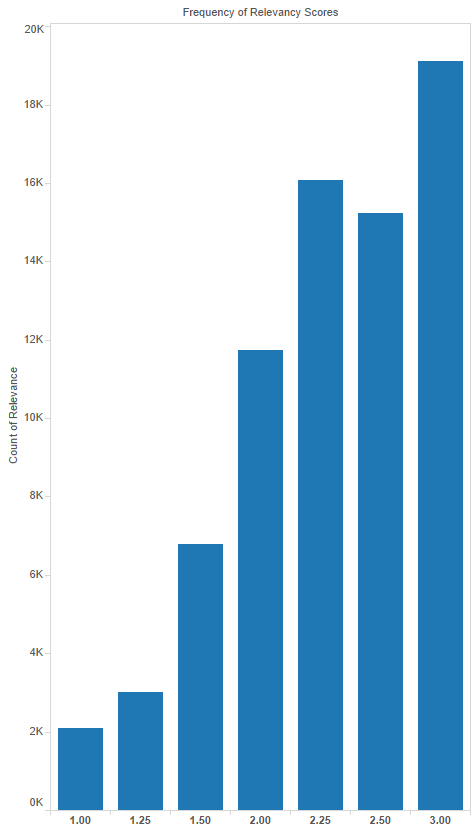 Frequency of Relevancy Scores
20K
18K
16K
14K
12K
10K
8K
6K
4K
2K
0K
Count of Relevance
1.00 1.25 1.50 2.00 2.25 2.50 3.00